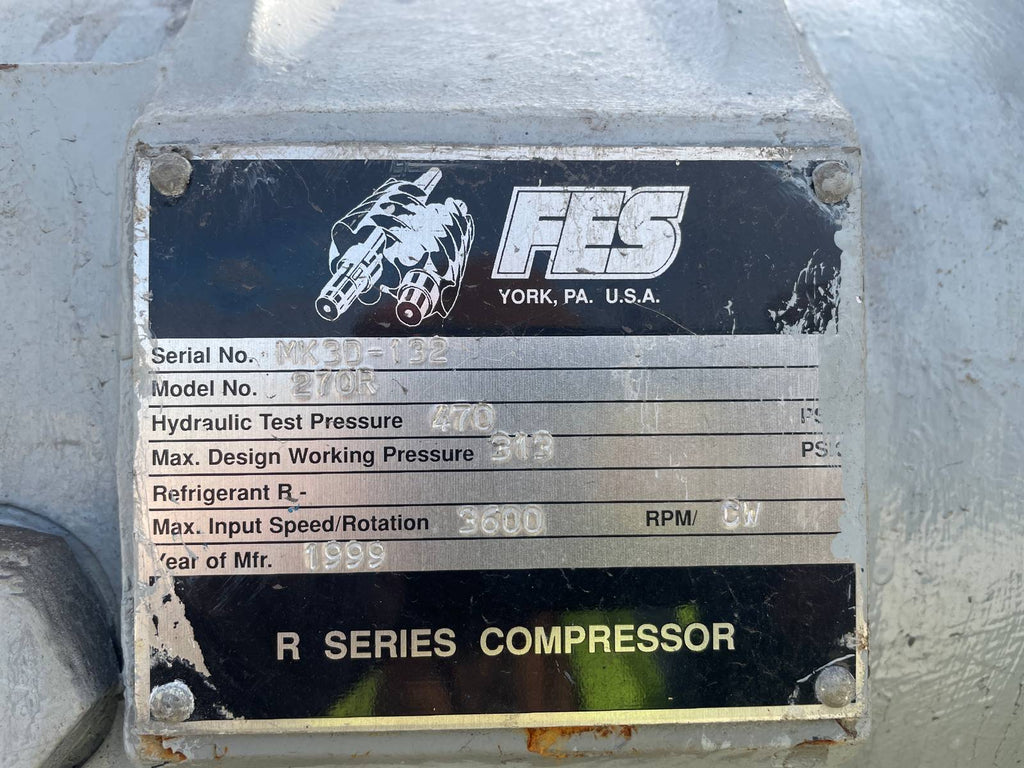 FES
YORK, PA. U.S.A.
Serial No. MK3D-132
Model No. 270R
Hydraulic Test Pressure 470
Max. Design Working Pressure 313 PSIG
Refrigerant R-
Max. Input Speed/Rotation 3600 RPM/ CW
Year of Mfr. 1999
R SERIES COMPRESSOR